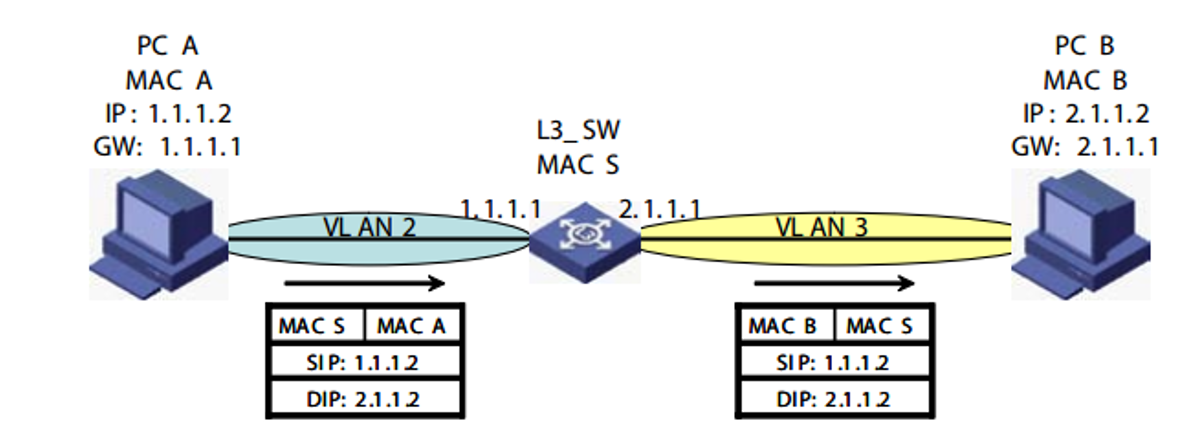 PC A
MAC A
IP: 1.1.1.2
GW: 1.1.1.1
L3_SW
MAC S
PC B
MAC B
IP: 2.1.1.2
GW: 2.1.1.1
1.1.1.1
2.1.1.1
VLAN 2
VLAN 3
MAC S MAC A
SIP: 1.1.1.2
DIP: 2.1.1.2
MAC B MAC S
SIP: 1.1.1.2
DIP: 2.1.1.2